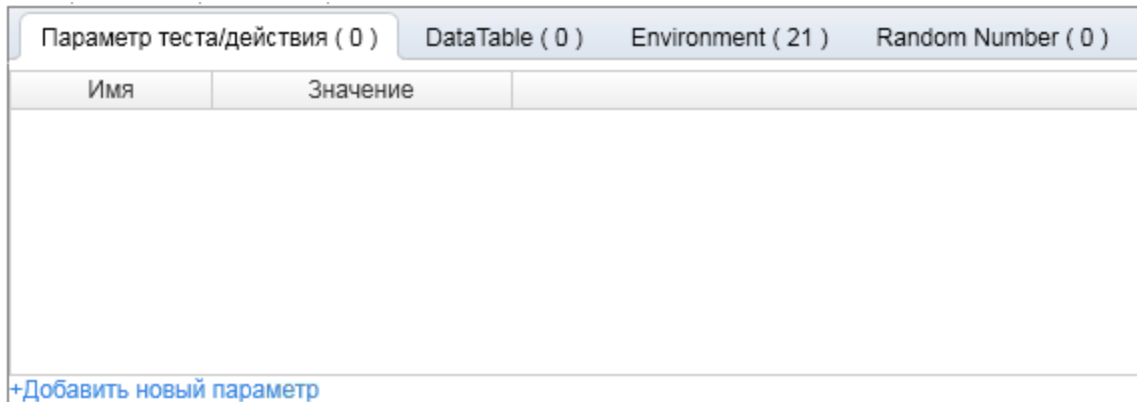 Параметр теста/действия ( 0 ) DataTable ( 0 ) Environment ( 21 ) Random Number ( 0 )
Имя Значение
+Добавить новый параметр